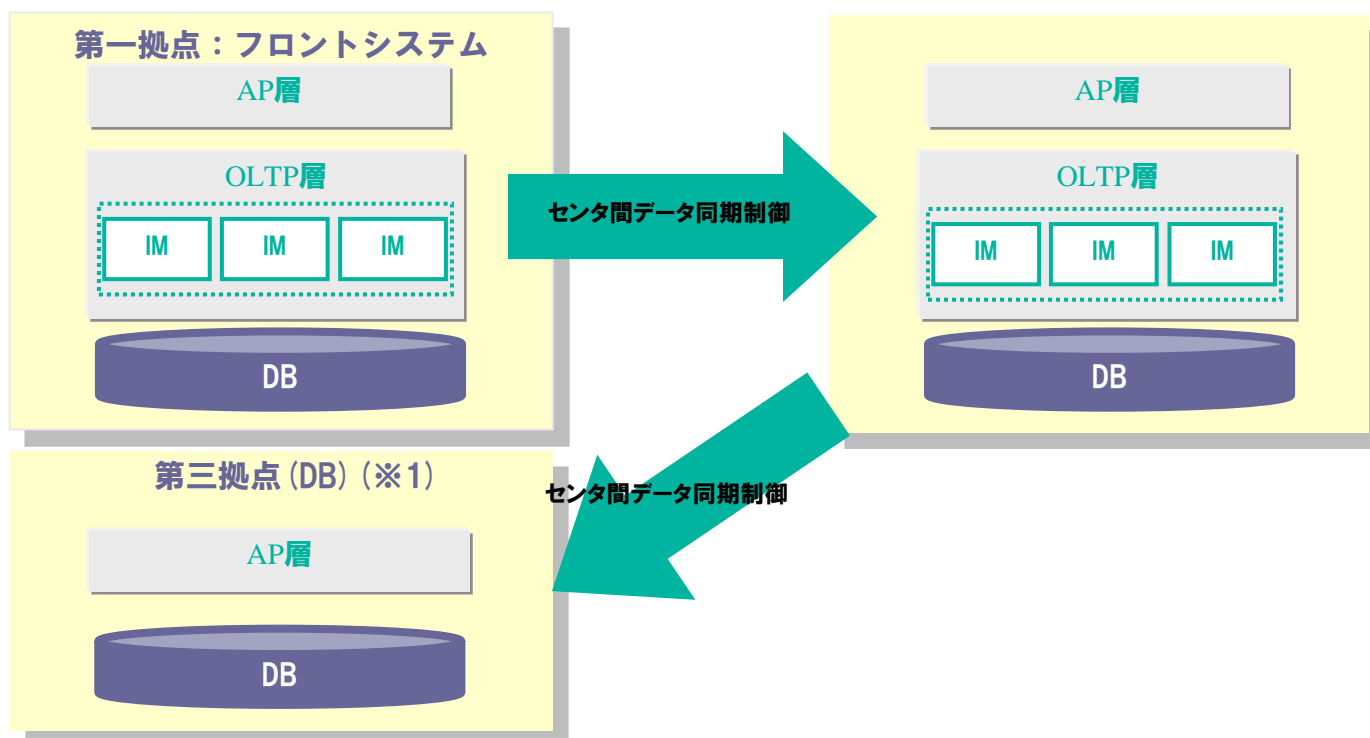 第一拠点：フロントシステム
AP層
OLTP層
IM
IM
IM
DB
センタ間データ同期制御
AP層
OLTP層
IM
IM
IM
DB
第三拠点(DB)(※1)
センタ間データ同期制御
AP層
DB